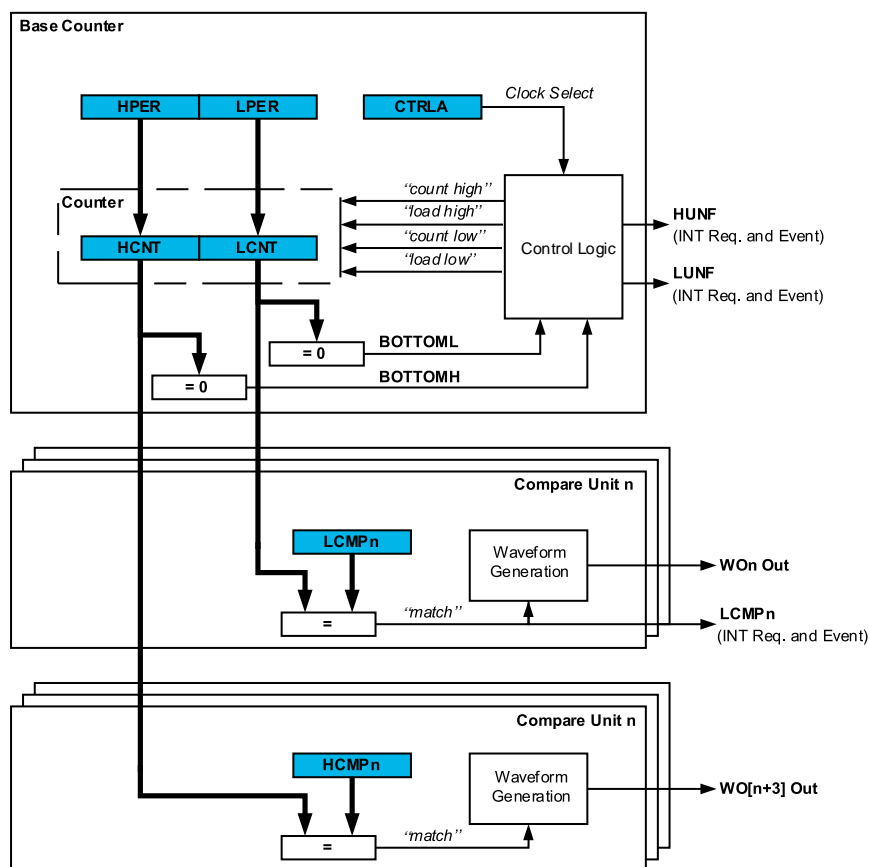 Base Counter
HPER
LPER
CTRLA
Clock Select
Counter
"count high"
"load high"
"count low"
"load low"
Control Logic
HUNF
(INT Req. and Event)
LUNF
(INT Req. and Event)
HCNT
LCNT
= 0
BOTTOML
= 0
BOTTOMH
Compare Unit n
LCMPn
Waveform
Generation
WOn Out
=
"match"
LCMPn
(INT Req. and Event)
Compare Unit n
HCMPn
Waveform
Generation
WO[n+3] Out
=
"match"